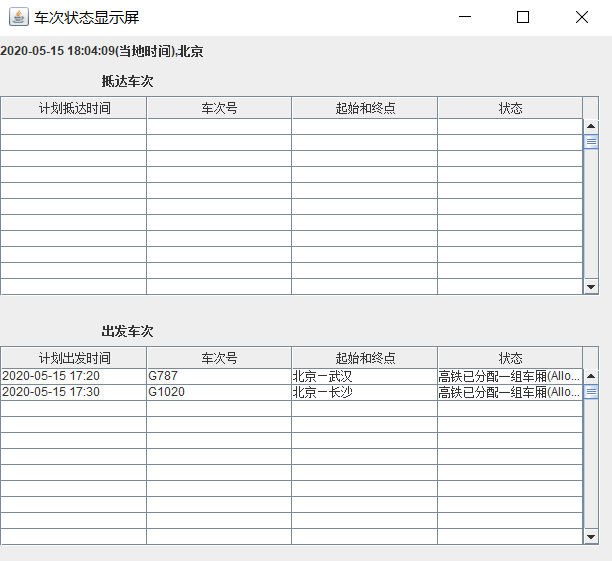 车次状态显示屏
2020-05-15 18:04:09(当地时间),北京
抵达车次
计划抵达时间 车次号 起始和终点 状态
出发车次
计划出发时间 车次号 起始和终点 状态
2020-05-15 17:20 G787 北京－武汉 高铁已分配一组车厢(Allo...
2020-05-15 17:30 G1020 北京－长沙 高铁已分配一组车厢(Allo...